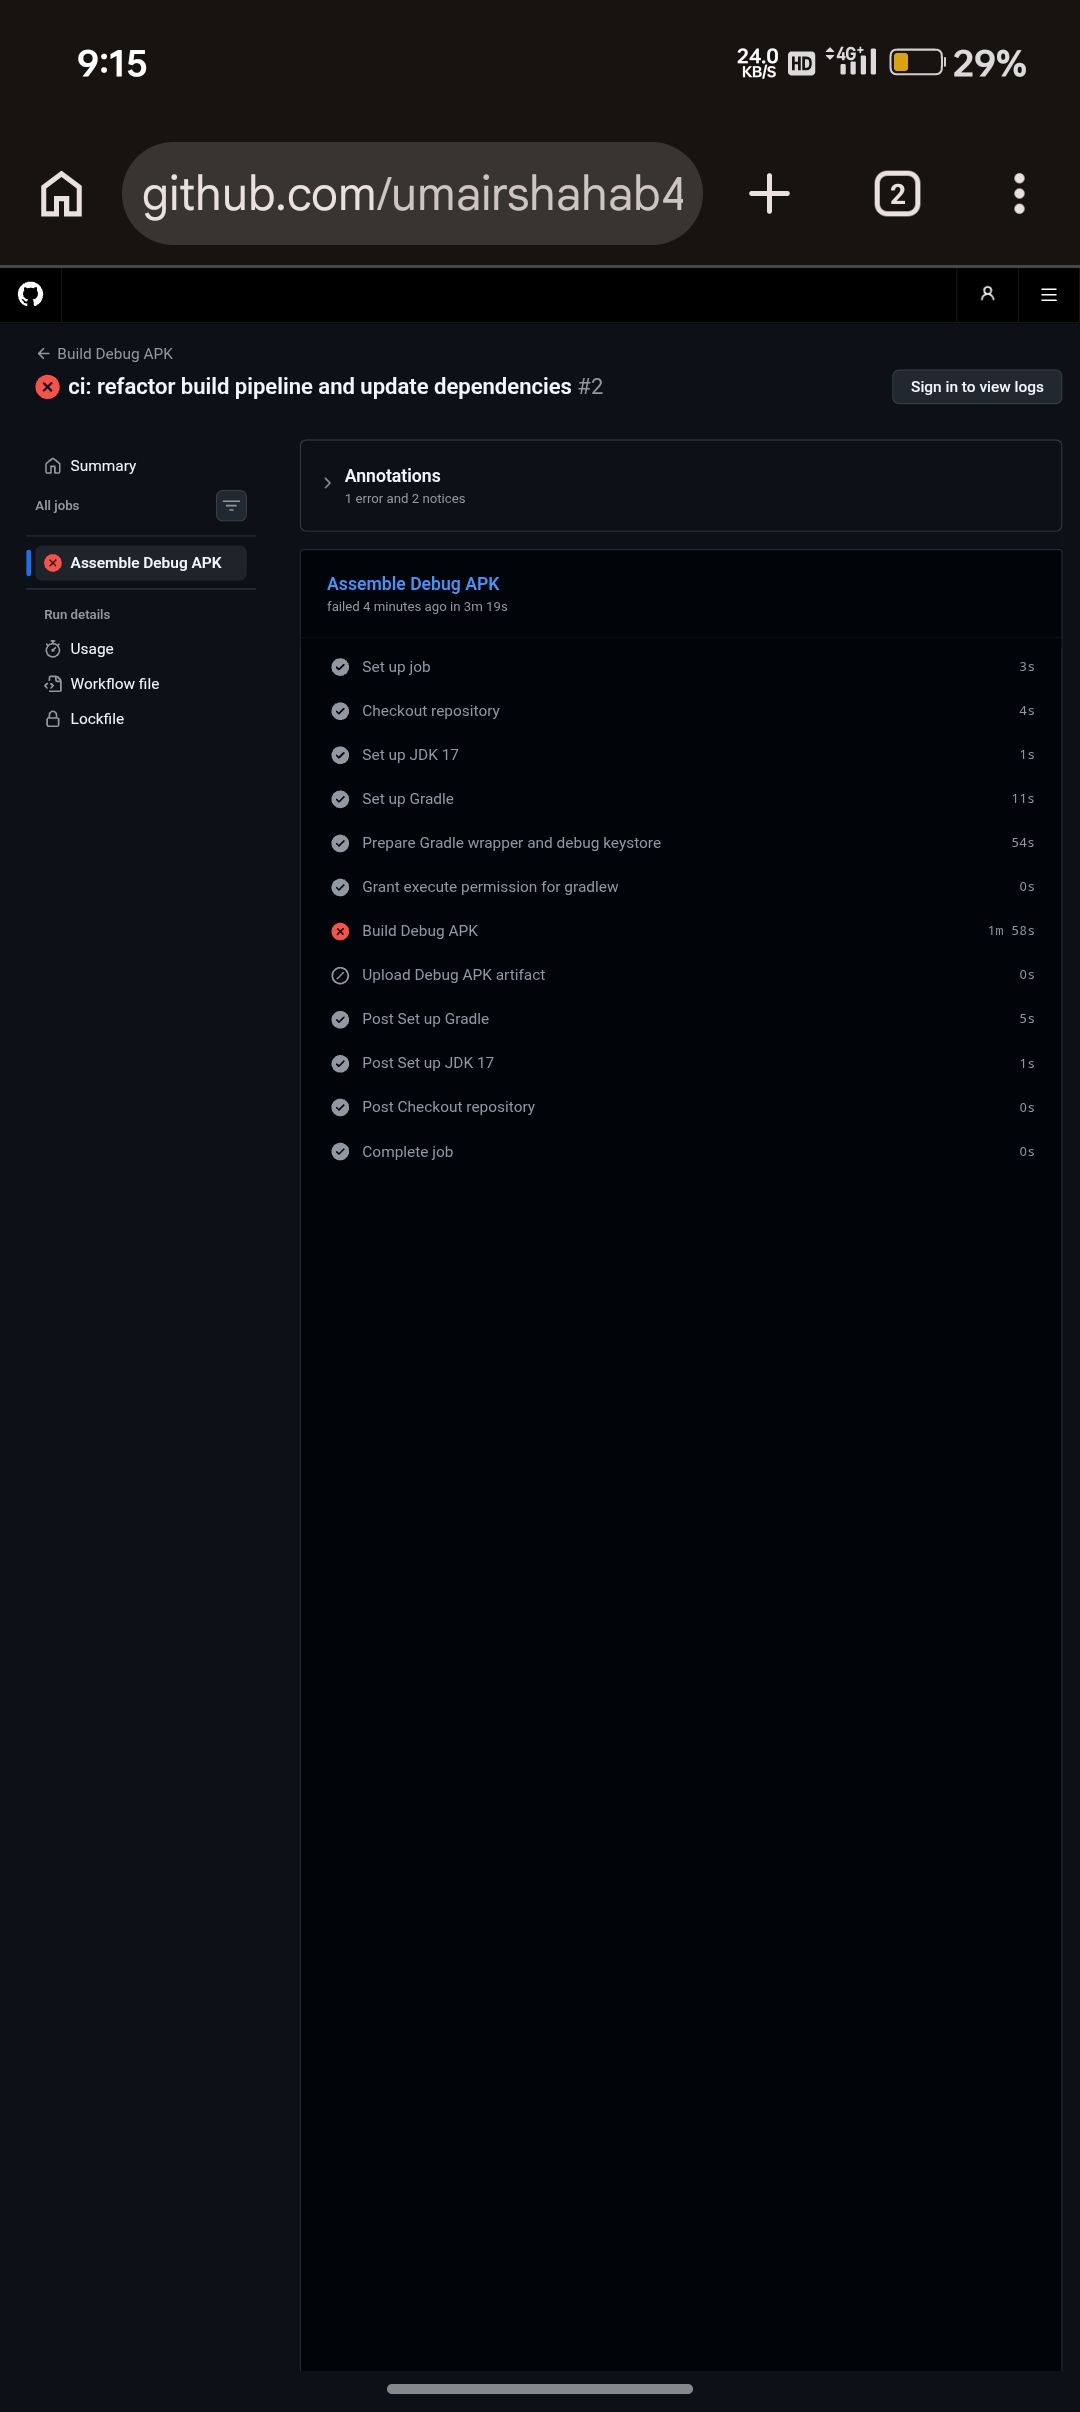 9:15
24.0
KB/S
HD
4G+
29%
github.com/umairshahab4
2
Build Debug APK
ci: refactor build pipeline and update dependencies #2
Sign in to view logs
Summary
All jobs
Assemble Debug APK
Run details
Usage
Workflow file
Lockfile
Annotations
1 error and 2 notices
Assemble Debug APK
failed 4 minutes ago in 3m 19s
Set up job 3s
Checkout repository 4s
Set up JDK 17 1s
Set up Gradle 11s
Prepare Gradle wrapper and debug keystore 54s
Grant execute permission for gradlew 0s
Build Debug APK 1m 58s
Upload Debug APK artifact 0s
Post Set up Gradle 5s
Post Set up JDK 17 1s
Post Checkout repository 0s
Complete job 0s